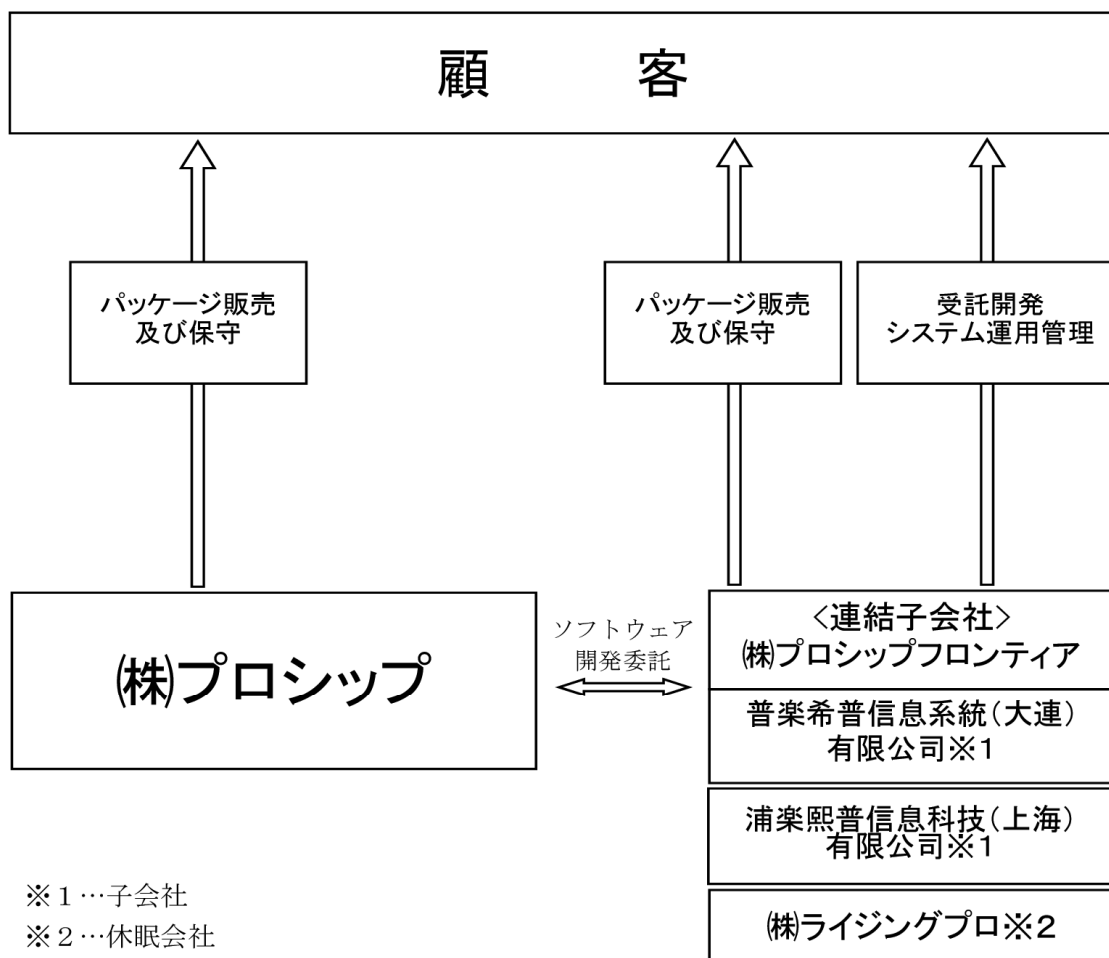 顧　　　客
パッケージ販売
及び保守
パッケージ販売
及び保守
受託開発
システム運用管理
㈱プロシップ
ソフトウェア
開発委託
<連結子会社>
㈱プロシップフロンティア
普楽希普信息系統(大連)
有限公司※1
浦楽熙普信息科技(上海)
有限公司※1
㈱ライジングプロ※2
※１…子会社
※２…休眠会社